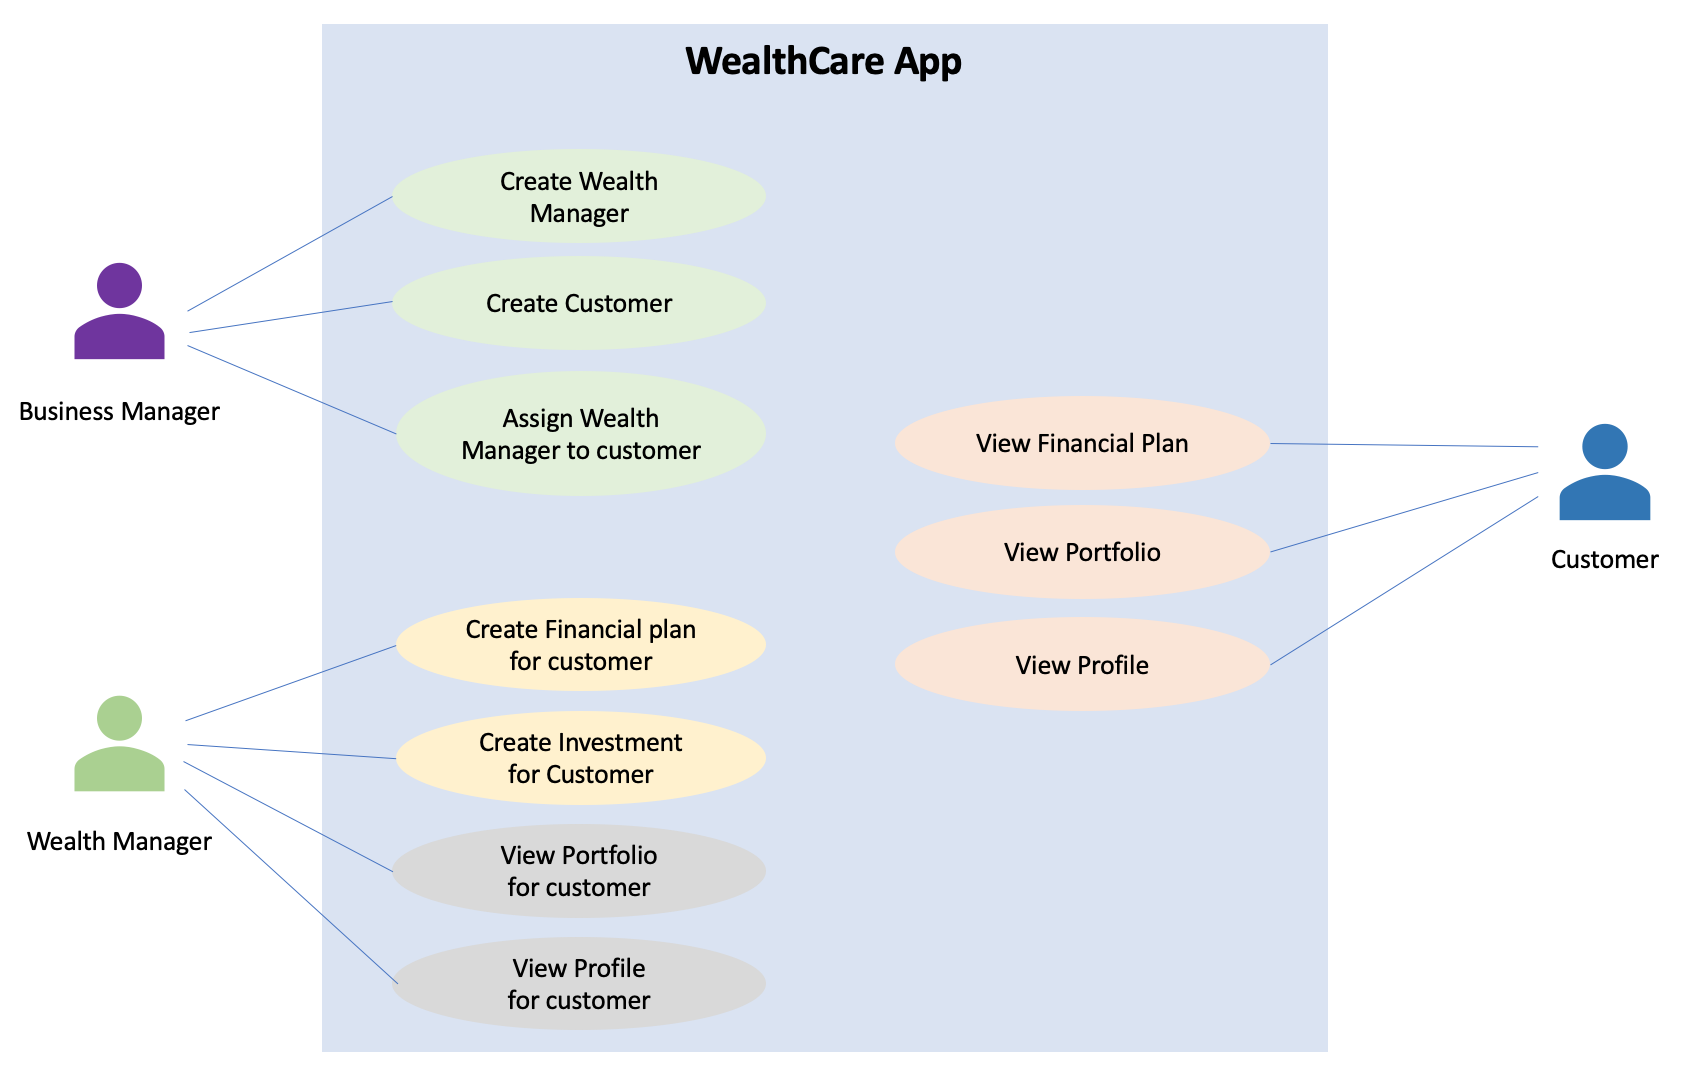 WealthCare App
Create Wealth
Manager
Create Customer
Assign Wealth
Manager to customer
Business Manager
View Financial Plan
View Portfolio
View Profile
Customer
Create Financial plan
for customer
Create Investment
for Customer
View Portfolio
for customer
View Profile
for customer
Wealth Manager